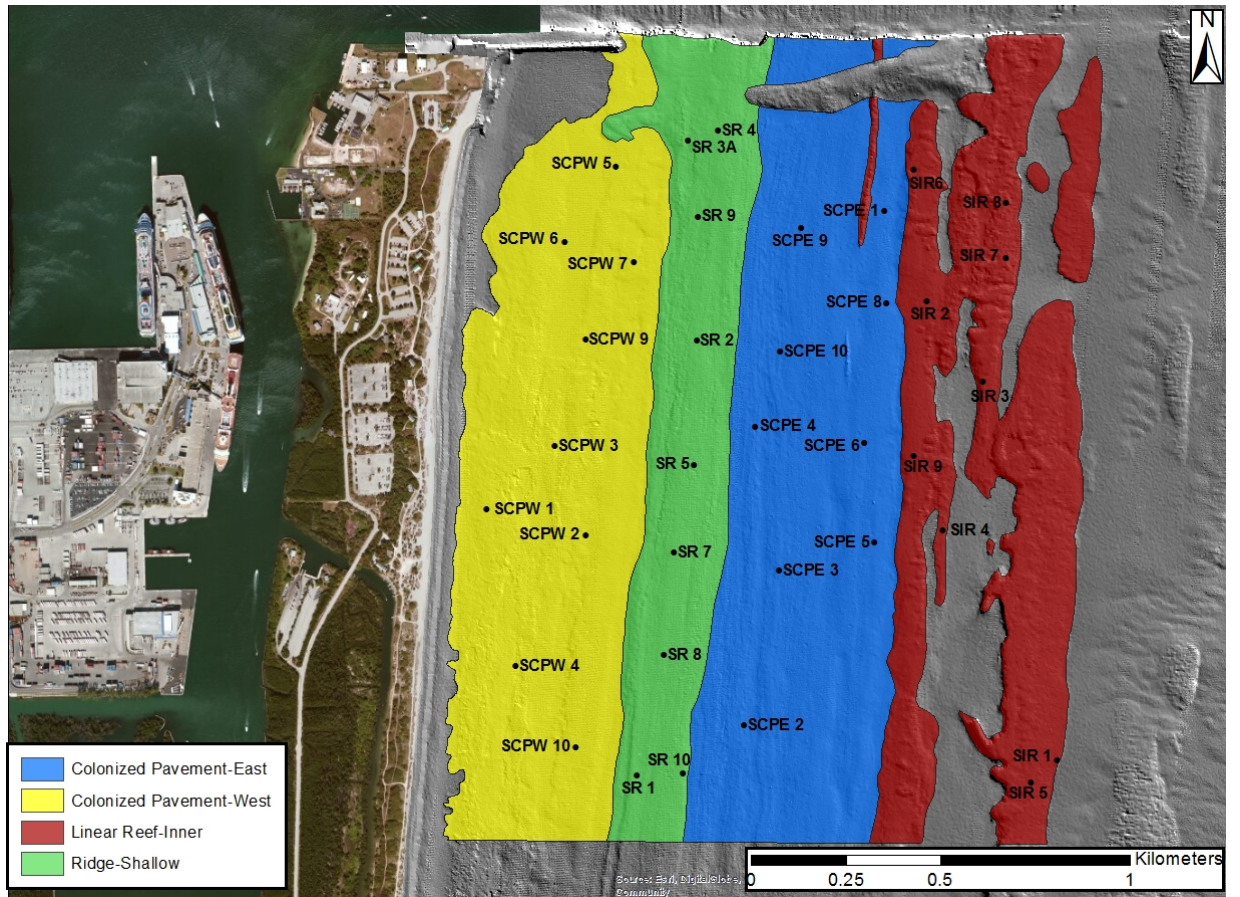 N
SR 4
SR 3A
SCPW 5
SIR6
SIR 8
SCPE 1
SR 9
SCPE 9
SCPW 6
SCPW 7
SIR 7
SCPE 8
SIR 2
SCPW 9
SR 2
SCPE 10
SIR 3
SCPE 4
SCPE 6
SCPW 3
SR 5
SIR 9
SCPW 1
SCPW 2
SIR 4
SCPE 5
SR 7
SCPE 3
SR 8
SCPW 4
SCPE 2
SCPW 10
SR 10
SR 1
SIR 1
SIR 5
Colonized Pavement-East
Colonized Pavement-West
Linear Reef-Inner
Ridge-Shallow
Kilometers
0 0.25 0.5 1
Source: Esri, DigitalGlobe,
Community